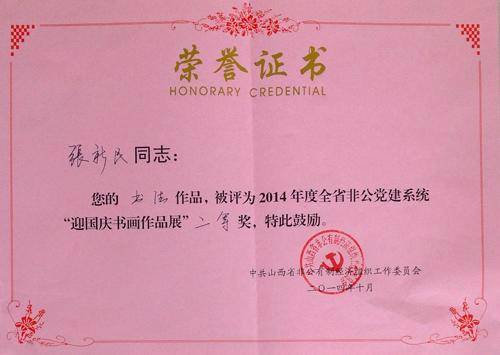 荣誉证书
HONORARY CREDENTIAL
張新民同志：
您的 书法 作品，被评为2014年度全省非公党建系统
“迎国庆书画作品展”二等奖，特此鼓励。
中共山西省非公有制经济组织工作委员会
二〇一四年十月